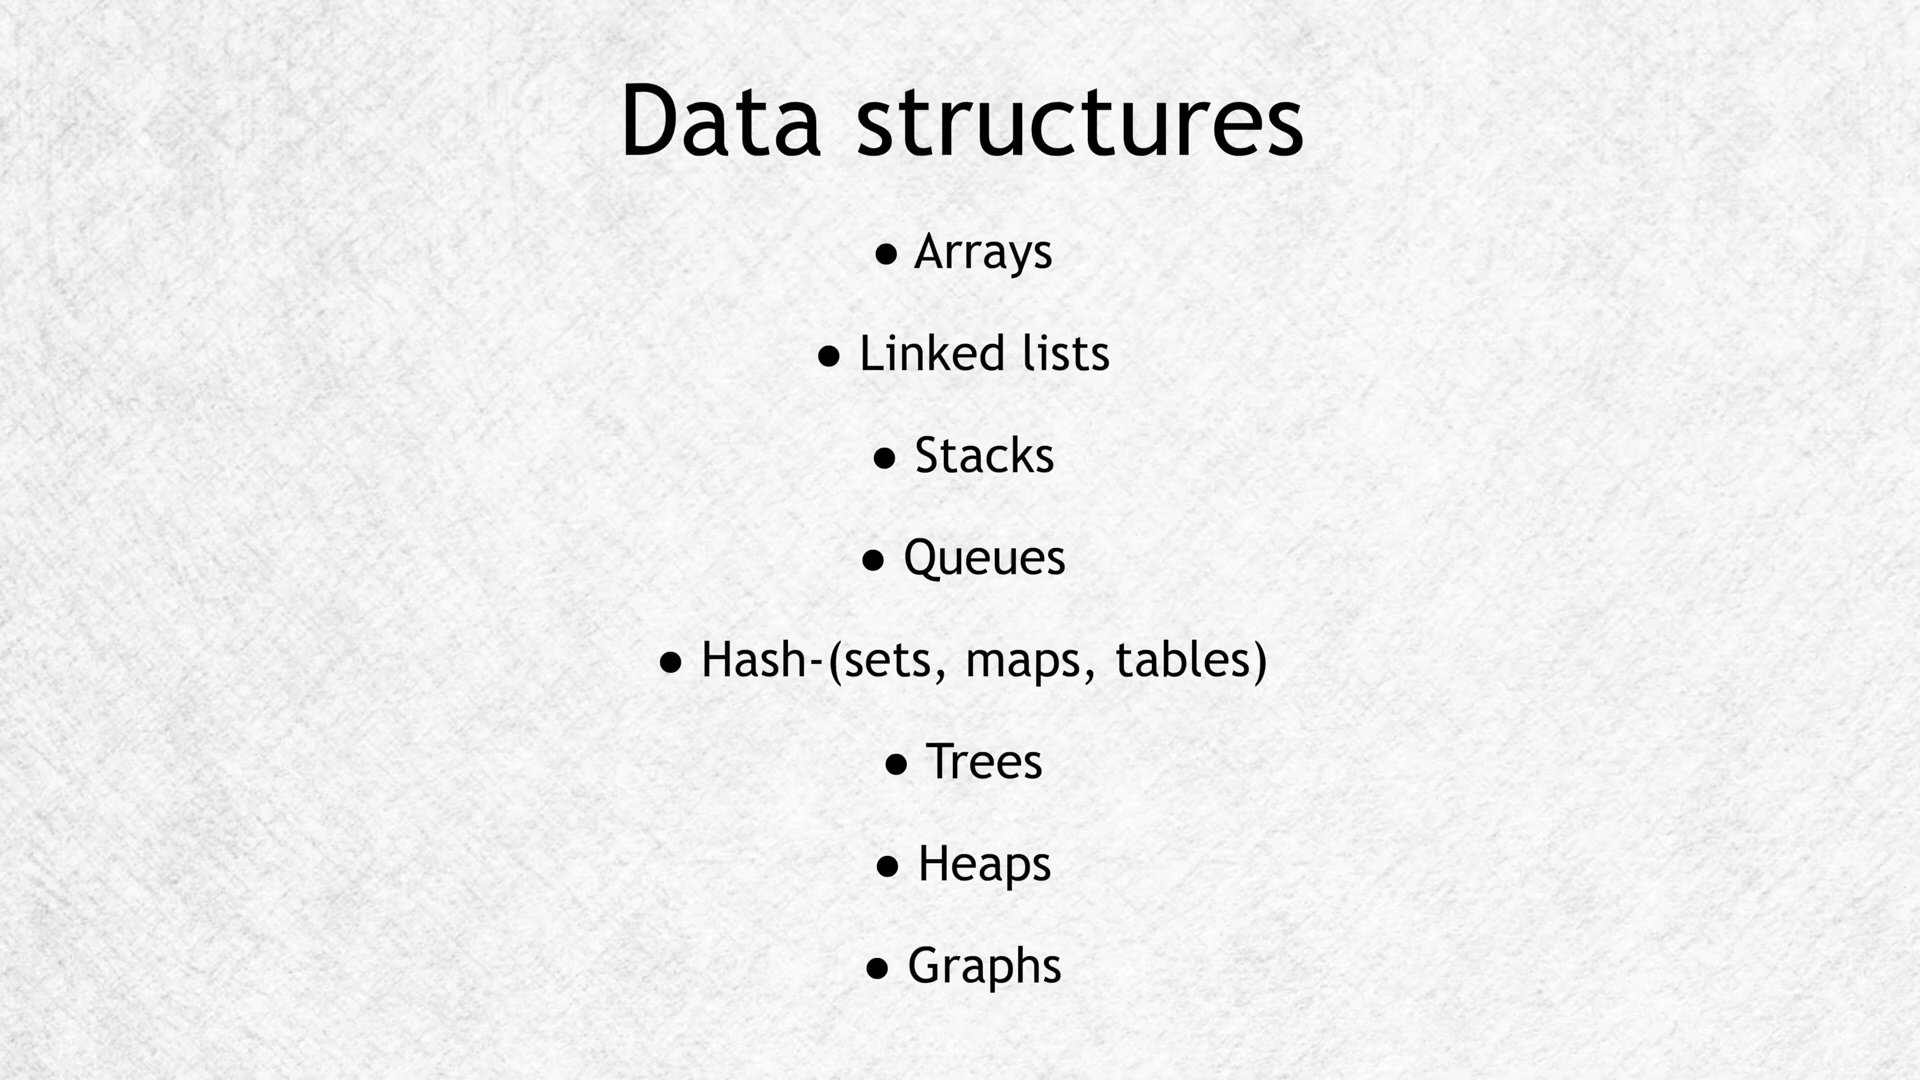 Data structures
● Arrays
● Linked lists
● Stacks
● Queues
● Hash-(sets, maps, tables)
● Trees
● Heaps
● Graphs